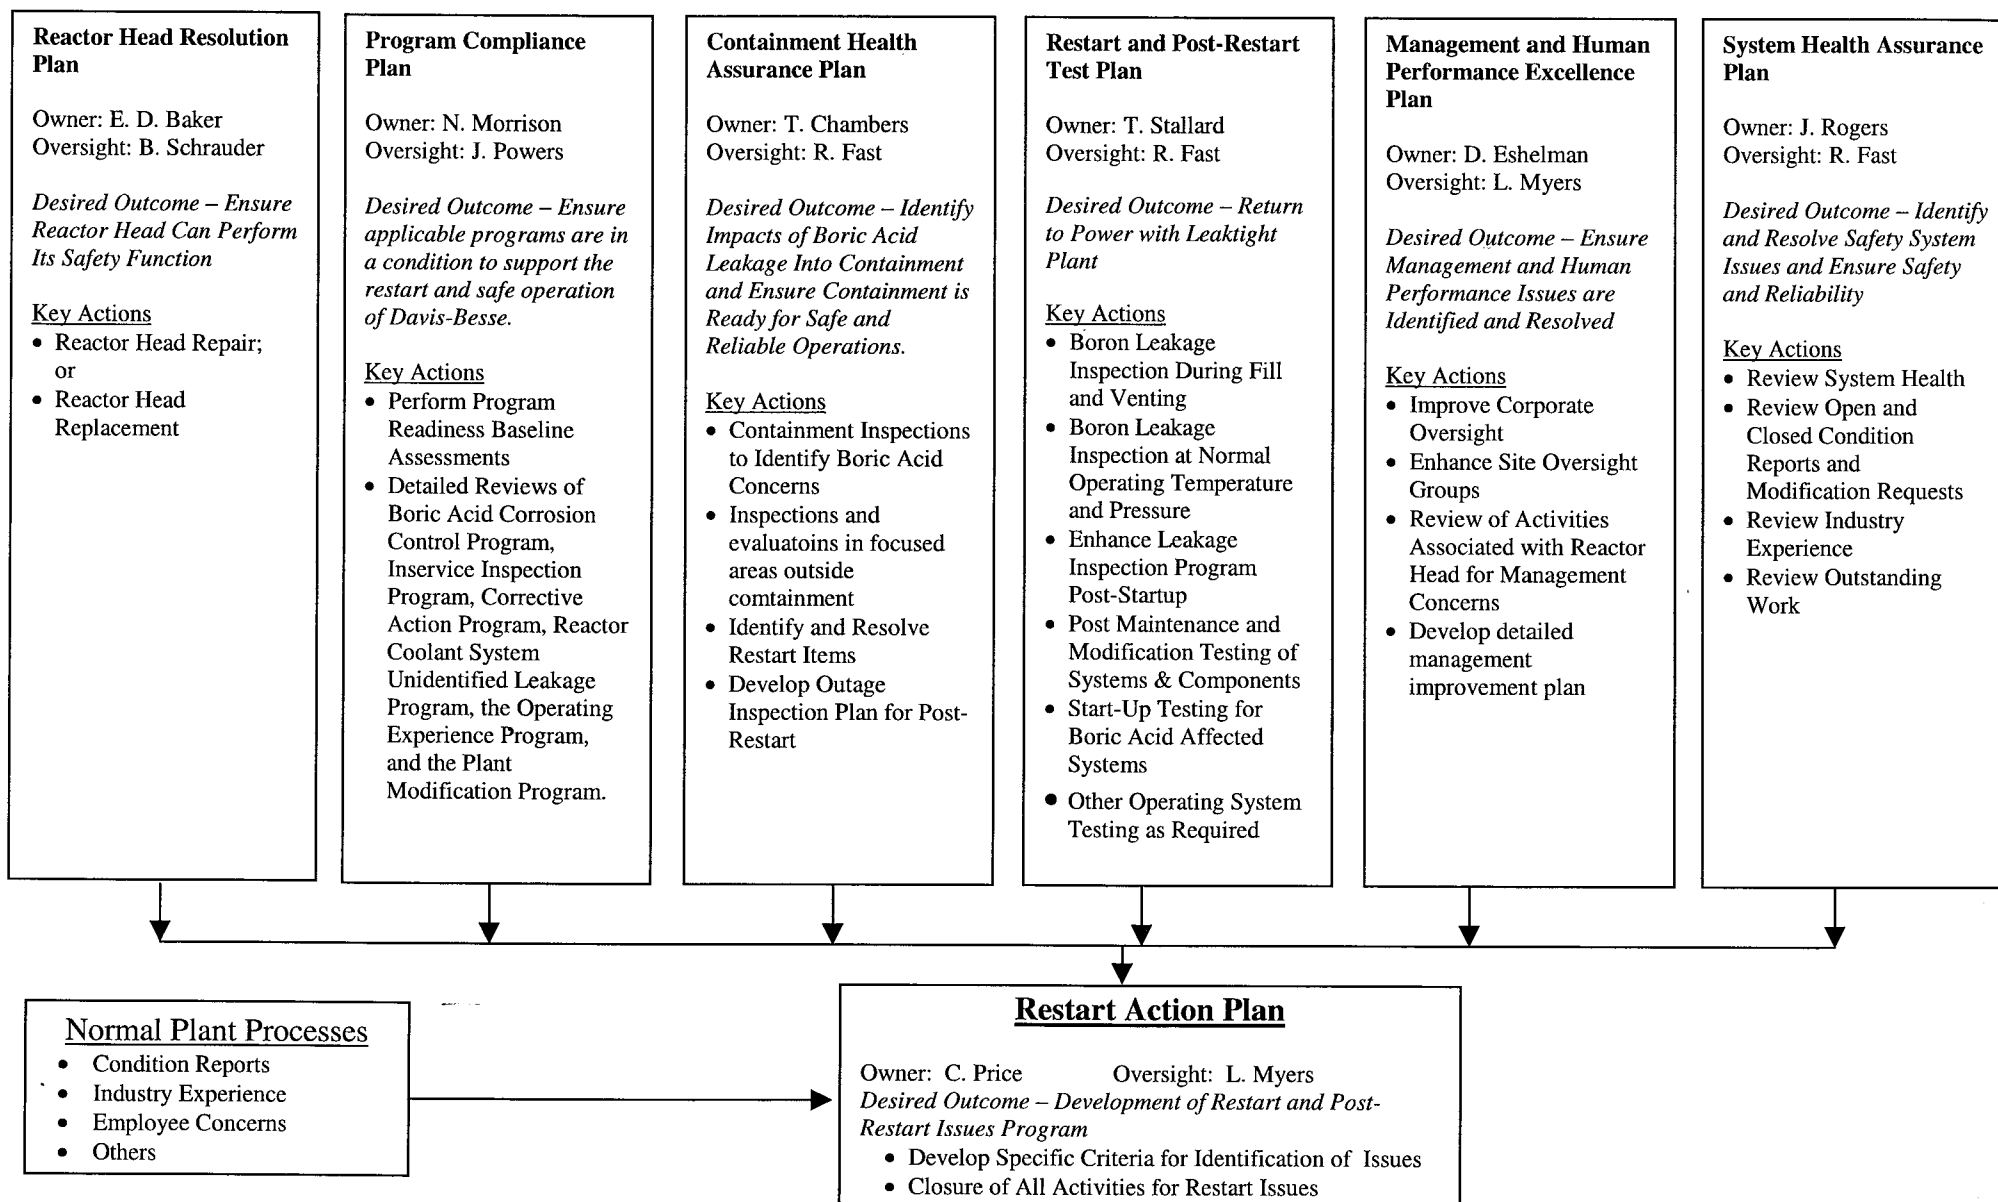 Reactor Head Resolution
Plan
Owner: E. D. Baker
Oversight: B. Schrauder
Desired Outcome – Ensure
Reactor Head Can Perform
Its Safety Function
Key Actions
• Reactor Head Repair;
or
• Reactor Head
Replacement
Program Compliance
Plan
Owner: N. Morrison
Oversight: J. Powers
Desired Outcome – Ensure
applicable programs are in
a condition to support the
restart and safe operation
of Davis-Besse.
Key Actions
• Perform Program
Readiness Baseline
Assessments
• Detailed Reviews of
Boric Acid Corrosion
Control Program,
Inservice Inspection
Program, Corrective
Action Program, Reactor
Coolant System
Unidentified Leakage
Program, the Operating
Experience Program,
and the Plant
Modification Program.
Containment Health
Assurance Plan
Owner: T. Chambers
Oversight: R. Fast
Desired Outcome – Identify
Impacts of Boric Acid
Leakage Into Containment
and Ensure Containment is
Ready for Safe and
Reliable Operations.
Key Actions
• Containment Inspections
to Identify Boric Acid
Concerns
• Inspections and
evaluatoins in focused
areas outside
comtainment
• Identify and Resolve
Restart Items
• Develop Outage
Inspection Plan for Post-
Restart
Restart and Post-Restart
Test Plan
Owner: T. Stallard
Oversight: R. Fast
Desired Outcome – Return
to Power with Leaktight
Plant
Key Actions
• Boron Leakage
Inspection During Fill
and Venting
• Boron Leakage
Inspection at Normal
Operating Temperature
and Pressure
• Enhance Leakage
Inspection Program
Post-Startup
• Post Maintenance and
Modification Testing of
Systems & Components
• Start-Up Testing for
Boric Acid Affected
Systems
• Other Operating System
Testing as Required
Management and Human
Performance Excellence
Plan
Owner: D. Eshelman
Oversight: L. Myers
Desired Outcome – Ensure
Management and Human
Performance Issues are
Identified and Resolved
Key Actions
• Improve Corporate
Oversight
• Enhance Site Oversight
Groups
• Review of Activities
Associated with Reactor
Head for Management
Concerns
• Develop detailed
management
improvement plan
System Health Assurance
Plan
Owner: J. Rogers
Oversight: R. Fast
Desired Outcome – Identify
and Resolve Safety System
Issues and Ensure Safety
and Reliability
Key Actions
• Review System Health
• Review Open and
Closed Condition
Reports and
Modification Requests
• Review Industry
Experience
• Review Outstanding
Work
Normal Plant Processes
• Condition Reports
• Industry Experience
• Employee Concerns
• Others
Restart Action Plan
Owner: C. Price Oversight: L. Myers
Desired Outcome – Development of Restart and Post-
Restart Issues Program
• Develop Specific Criteria for Identification of Issues
• Closure of All Activities for Restart Issues